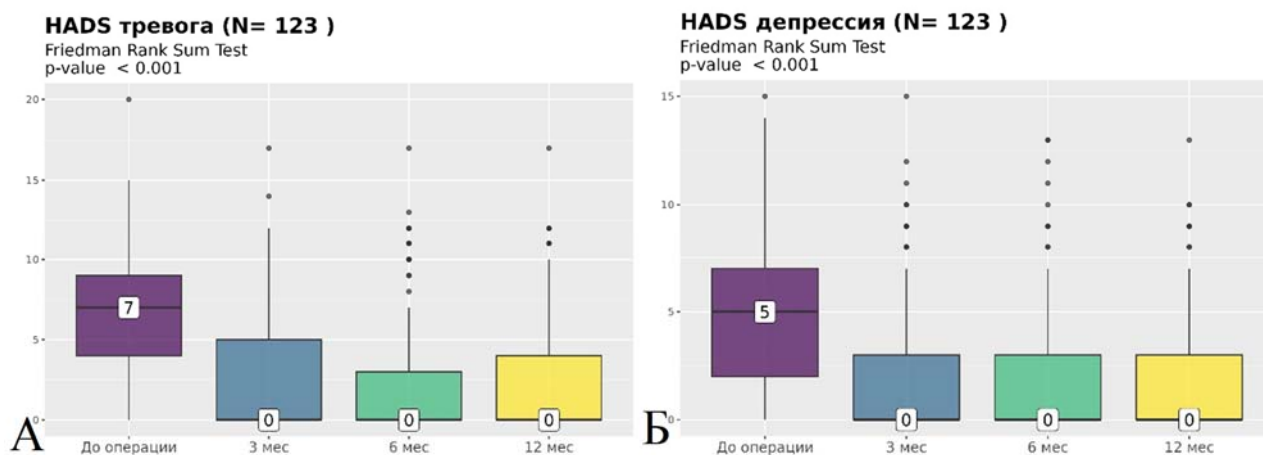 HADS тревога (N= 123 )
Friedman Rank Sum Test
p-value < 0.001
20
15
10
5
0
7
0
0
0
До операции
3 мес
6 мес
12 мес
А
HADS депрессия (N= 123 )
Friedman Rank Sum Test
p-value < 0.001
15
10
5
0
5
0
0
0
До операции
3 мес
6 мес
12 мес
Б